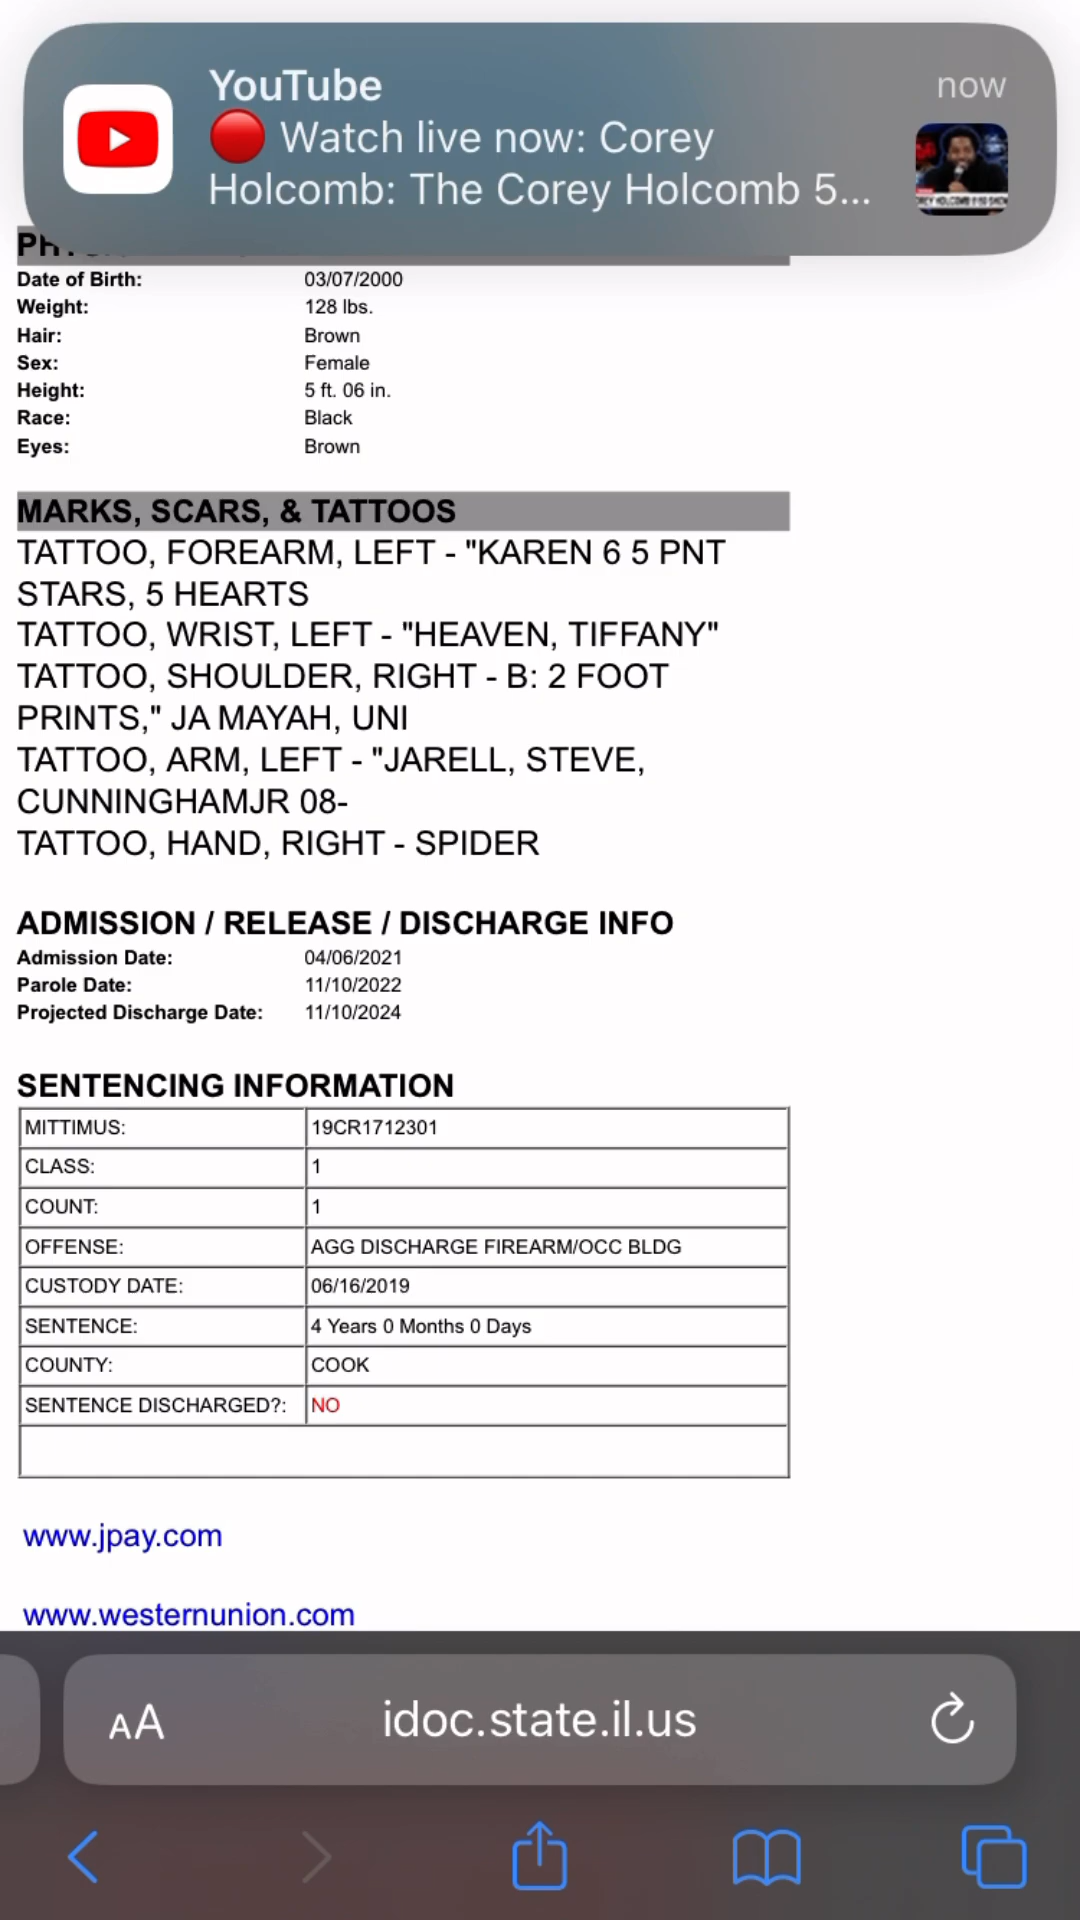 YouTube
now
🔴 Watch live now: Corey
Holcomb: The Corey Holcomb 5...
Date of Birth: 03/07/2000
Weight: 128 lbs.
Hair: Brown
Sex: Female
Height: 5 ft. 06 in.
Race: Black
Eyes: Brown
MARKS, SCARS, & TATTOOS
TATTOO, FOREARM, LEFT - "KAREN 6 5 PNT
STARS, 5 HEARTS
TATTOO, WRIST, LEFT - "HEAVEN, TIFFANY"
TATTOO, SHOULDER, RIGHT - B: 2 FOOT
PRINTS," JA MAYAH, UNI
TATTOO, ARM, LEFT - "JARELL, STEVE,
CUNNINGHAMJR 08-
TATTOO, HAND, RIGHT - SPIDER
ADMISSION / RELEASE / DISCHARGE INFO
Admission Date: 04/06/2021
Parole Date: 11/10/2022
Projected Discharge Date: 11/10/2024
SENTENCING INFORMATION
MITTIMUS: 19CR1712301
CLASS: 1
COUNT: 1
OFFENSE: AGG DISCHARGE FIREARM/OCC BLDG
CUSTODY DATE: 06/16/2019
SENTENCE: 4 Years 0 Months 0 Days
COUNTY: COOK
SENTENCE DISCHARGED?: NO
www.jpay.com
www.westernunion.com
AA
idoc.state.il.us